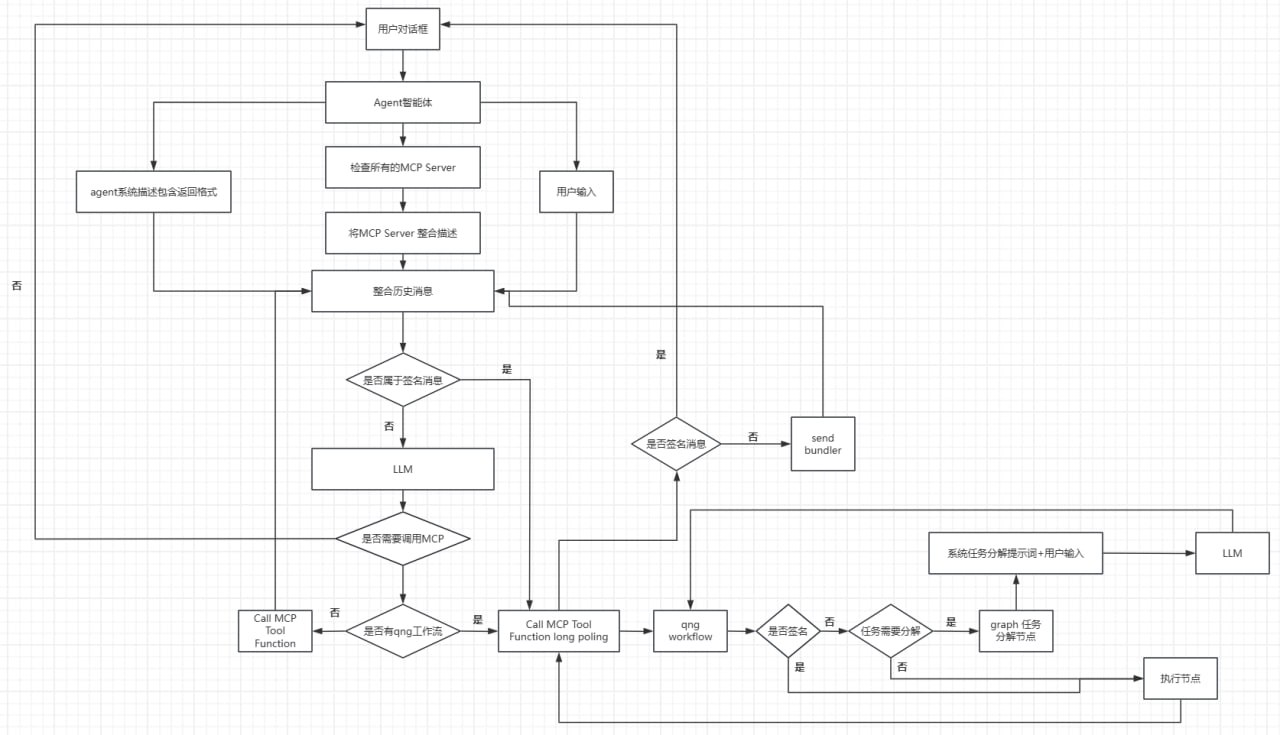 用户对话框
Agent智能体
检查所有的MCP Server
agent系统描述包含返回格式
用户输入
将MCP Server 整合描述
整合历史消息
否
是
是
是否属于签名消息
否
是否签名消息
否
send
bundler
LLM
是否需要调用MCP
系统任务分解提示词+用户输入
LLM
Call MCP
Tool
Function
否
是否有qng工作流
是
Call MCP Tool
Function long poling
qng
workflow
是否签名
否
任务需要分解
是
graph 任务
分解节点
是
否
执行节点